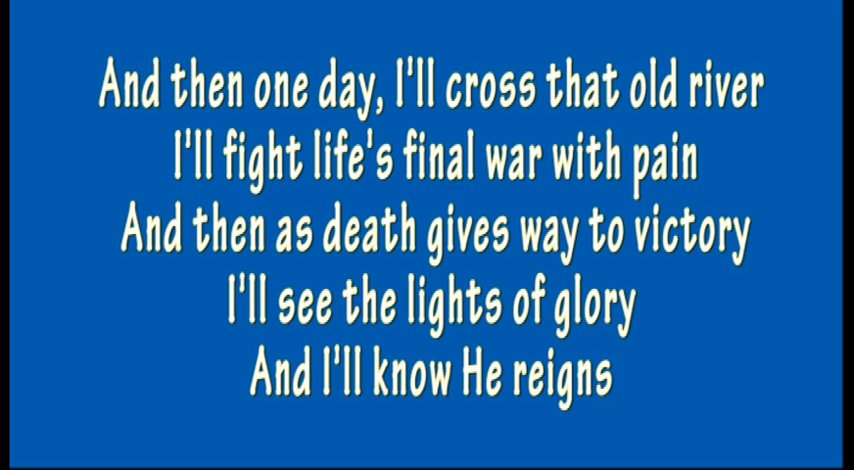 And then one day, I'll cross that old river
I'll fight life's final war with pain
And then as death gives way to victory
I'll see the lights of glory
And I'll know He reigns